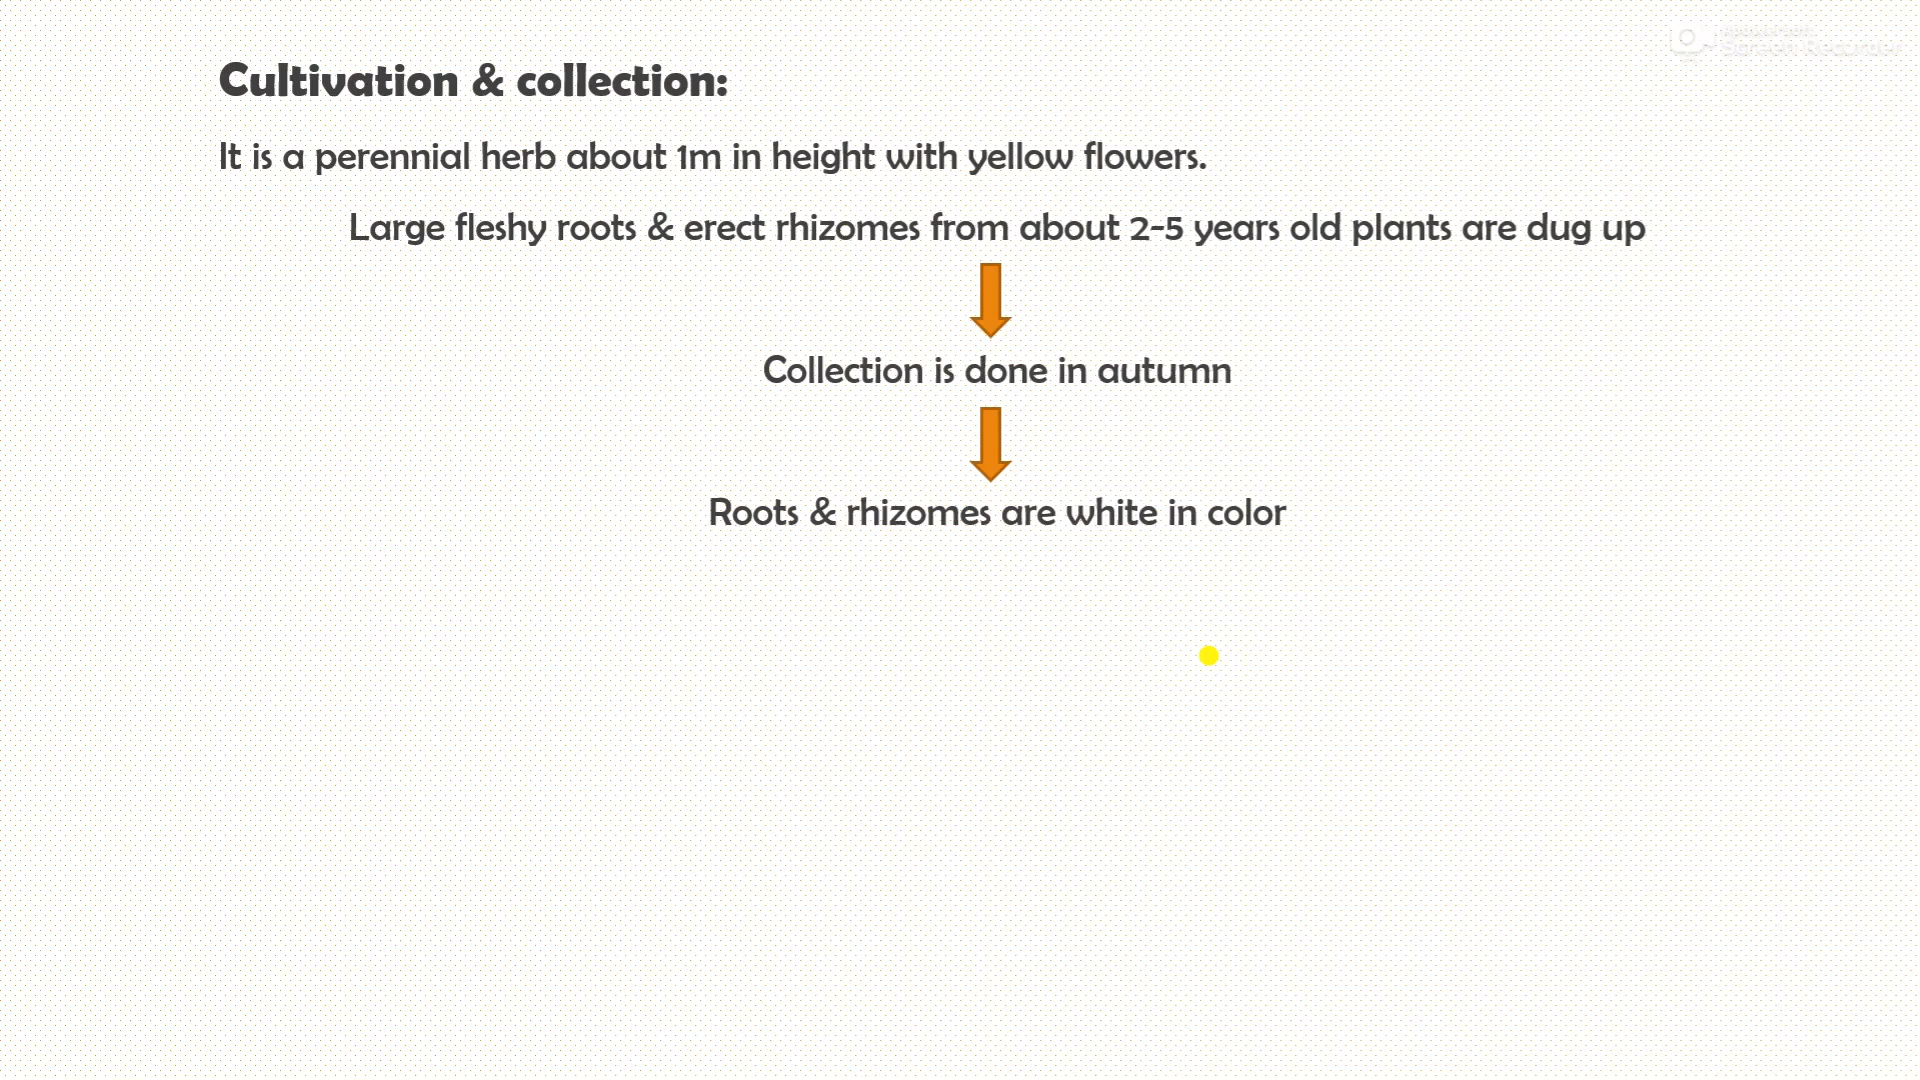 Screen Recorder
Cultivation & collection:
It is a perennial herb about 1m in height with yellow flowers.
Large fleshy roots & erect rhizomes from about 2-5 years old plants are dug up
Collection is done in autumn
Roots & rhizomes are white in color